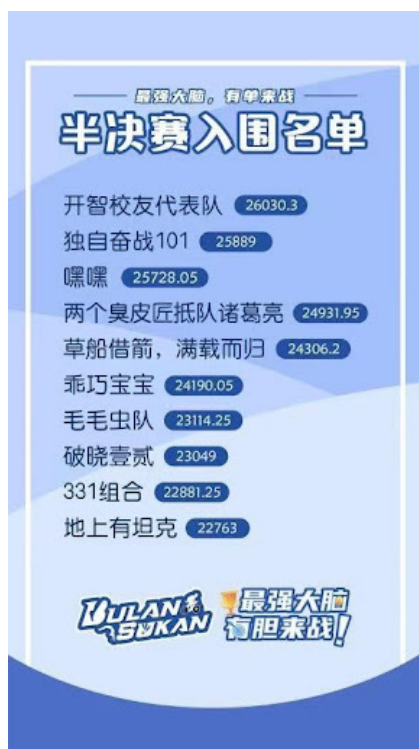 最强大脑，有单来战
半决赛入围名单
开智校友代表队 26030.3
独自奋战101 25889
嘿嘿 25728.05
两个臭皮匠抵队诸葛亮 24931.95
草船借箭，满载而归 24306.2
乖巧宝宝 24190.05
毛毛虫队 23114.25
破晓壹贰 23049
331组合 22881.25
地上有坦克 22763
BULAN
SUKAN
最强大脑
有胆来战！